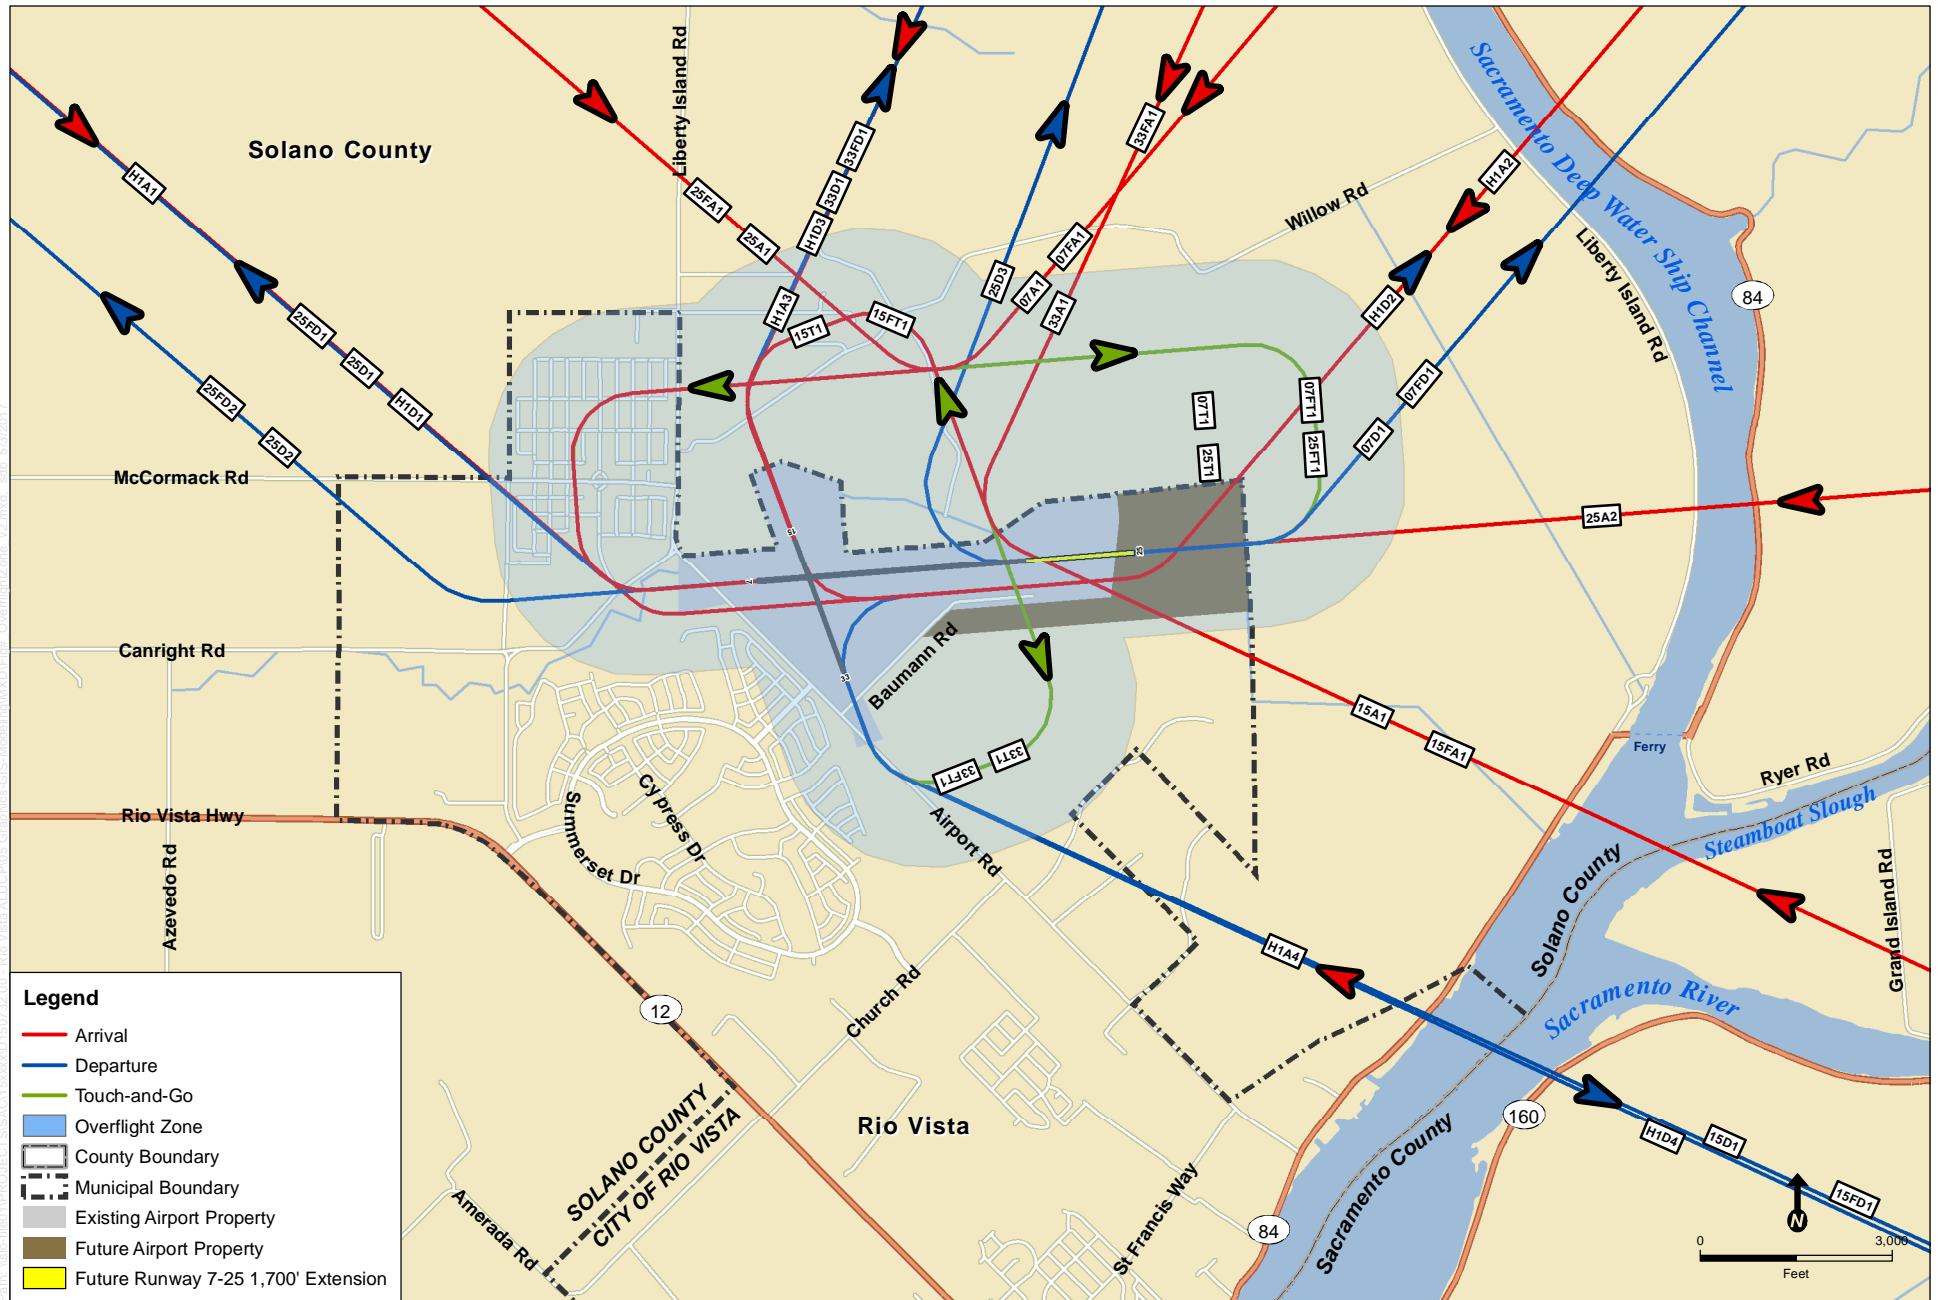 Solano County
Liberty Island Rd
Sacramento Deep Water Ship Channel
H1A1
25FA1
25A1
33FD1
33D1
H1D3
H1A3
15T1
15FT1
25D3
07A1
07FA1
33A1
33FA1
H1A2
Willow Rd
Liberty Island Rd
84
H1D2
07FD1
07D1
07T1
25T1
07FT1
25FT1
25A2
25FD1
25D1
H1D1
25FD2
25D2
McCormack Rd
15
7
25
33
Canright Rd
Baumann Rd
15A1
15FA1
Ferry
Ryer Rd
Steamboat Slough
33FT1
33T1
Rio Vista Hwy
Azevedo Rd
Summerset Dr
Cypress Dr
Airport Rd
Solano County
Grand Island Rd
H1A4
Church Rd
Sacramento River
12
160
84
Rio Vista
SOLANO COUNTY
CITY OF RIO VISTA
Amerada Rd
St Francis Way
Sacramento County
H1D4
15D1
15FD1
N
0
3,000
Feet
Legend
Arrival
Departure
Touch-and-Go
Overflight Zone
County Boundary
Municipal Boundary
Existing Airport Property
Future Airport Property
Future Runway 7-25 1,700' Extension